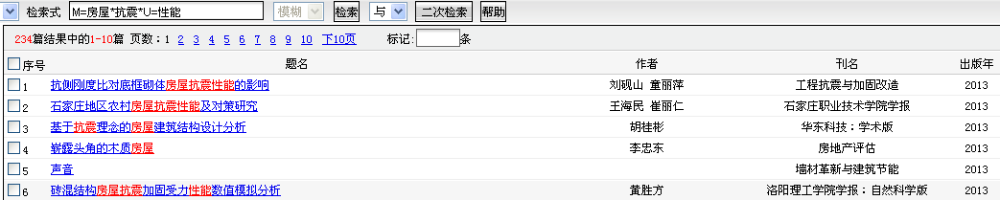 检索式 M=房屋*抗震*U=性能 模糊 检索 与 二次检索 帮助
234篇结果中的1-10篇 页数：1 2 3 4 5 6 7 8 9 10 下10页 标记: 条
序号 题名 作者 刊名 出版年
1 抗侧刚度比对底框砌体房屋抗震性能的影响 刘砚山 童丽萍 工程抗震与加固改造 2013
2 石家庄地区农村房屋抗震性能及对策研究 王海民 崔丽仁 石家庄职业技术学院学报 2013
3 基于抗震理念的房屋建筑结构设计分析 胡桂彬 华东科技：学术版 2013
4 崭露头角的木质房屋 李忠东 房地产评估 2013
5 声音 墙材革新与建筑节能 2013
6 砖混结构房屋抗震加固受力性能数值模拟分析 黄胜方 洛阳理工学院学报：自然科学版 2013